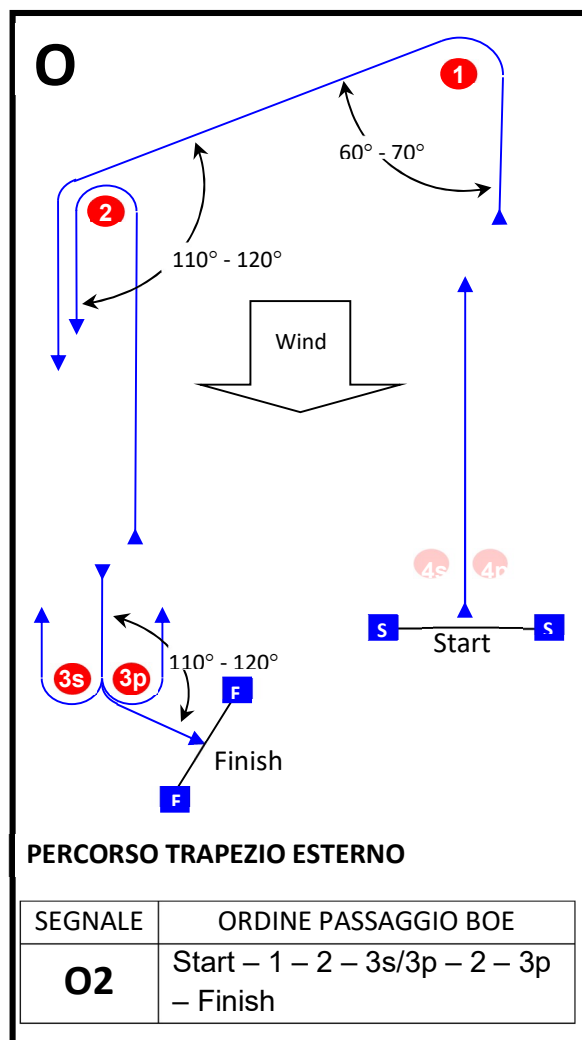 O
1
60° - 70°
2
110° - 120°
Wind
4s 4p
S S
Start
3s 3p
110° - 120°
F
Finish
F
PERCORSO TRAPEZIO ESTERNO
SEGNALE ORDINE PASSAGGIO BOE
O2 Start – 1 – 2 – 3s/3p – 2 – 3p
– Finish